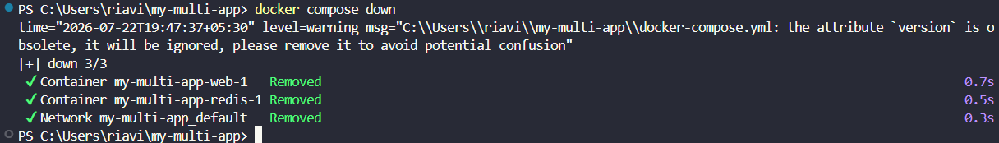 PS C:\Users\riavi\my-multi-app> docker compose down
time="2026-07-22T19:47:37+05:30" level=warning msg="C:\\Users\\riavi\\my-multi-app\\docker-compose.yml: the attribute `version` is o
bsolete, it will be ignored, please remove it to avoid potential confusion"
[+] down 3/3
✔ Container my-multi-app-web-1 Removed 0.7s
✔ Container my-multi-app-redis-1 Removed 0.5s
✔ Network my-multi-app_default Removed 0.3s
PS C:\Users\riavi\my-multi-app>